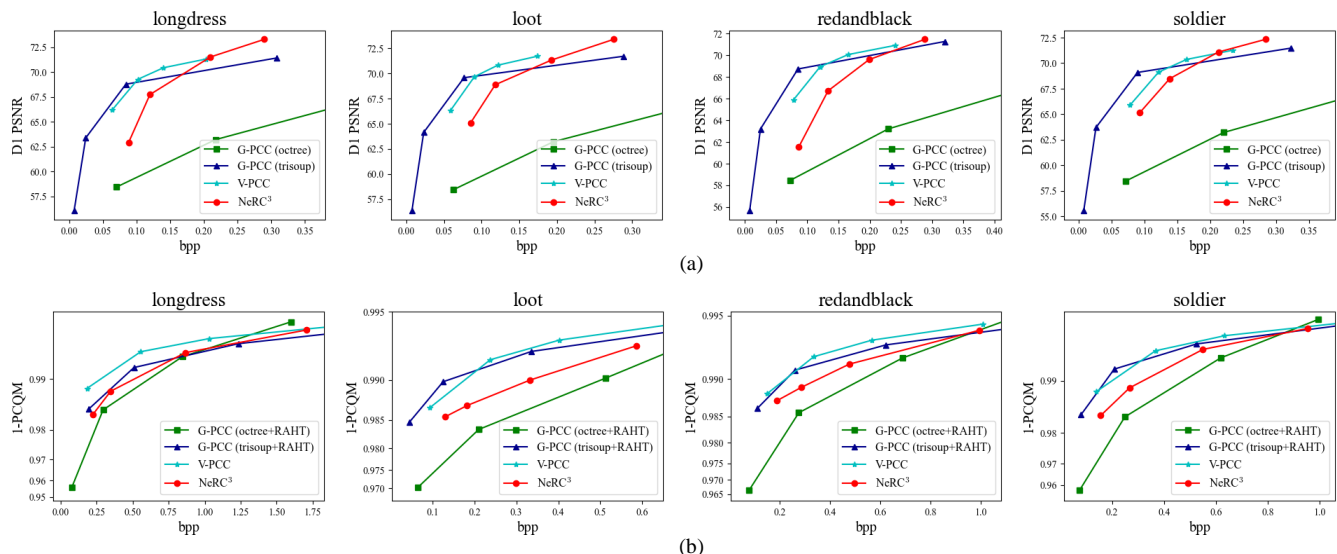 longdress
loot
redandblack
soldier
D1 PSNR
72.5
70.0
67.5
65.0
62.5
60.0
57.5
0.00 0.05 0.10 0.15 0.20 0.25 0.30 0.35
bpp
G-PCC (octree)
G-PCC (trisoup)
V-PCC
NeRC³
D1 PSNR
72.5
70.0
67.5
65.0
62.5
60.0
57.5
0.00 0.05 0.10 0.15 0.20 0.25 0.30
bpp
G-PCC (octree)
G-PCC (trisoup)
V-PCC
NeRC³
D1 PSNR
72
70
68
66
64
62
60
58
56
0.00 0.05 0.10 0.15 0.20 0.25 0.30 0.35 0.40
bpp
G-PCC (octree)
G-PCC (trisoup)
V-PCC
NeRC³
D1 PSNR
72.5
70.0
67.5
65.0
62.5
60.0
57.5
55.0
0.00 0.05 0.10 0.15 0.20 0.25 0.30 0.35
bpp
G-PCC (octree)
G-PCC (trisoup)
V-PCC
NeRC³
(a)
longdress
loot
redandblack
soldier
1-PCQM
0.99
0.98
0.97
0.96
0.95
0.00 0.25 0.50 0.75 1.00 1.25 1.50 1.75
bpp
G-PCC (octree+RAHT)
G-PCC (trisoup+RAHT)
V-PCC
NeRC³
1-PCQM
0.995
0.990
0.985
0.980
0.975
0.970
0.1 0.2 0.3 0.4 0.5 0.6
bpp
G-PCC (octree+RAHT)
G-PCC (trisoup+RAHT)
V-PCC
NeRC³
1-PCQM
0.995
0.990
0.985
0.980
0.975
0.970
0.965
0.2 0.4 0.6 0.8 1.0
bpp
G-PCC (octree+RAHT)
G-PCC (trisoup+RAHT)
V-PCC
NeRC³
1-PCQM
0.99
0.98
0.97
0.96
0.2 0.4 0.6 0.8 1.0
bpp
G-PCC (octree+RAHT)
G-PCC (trisoup+RAHT)
V-PCC
NeRC³
(b)